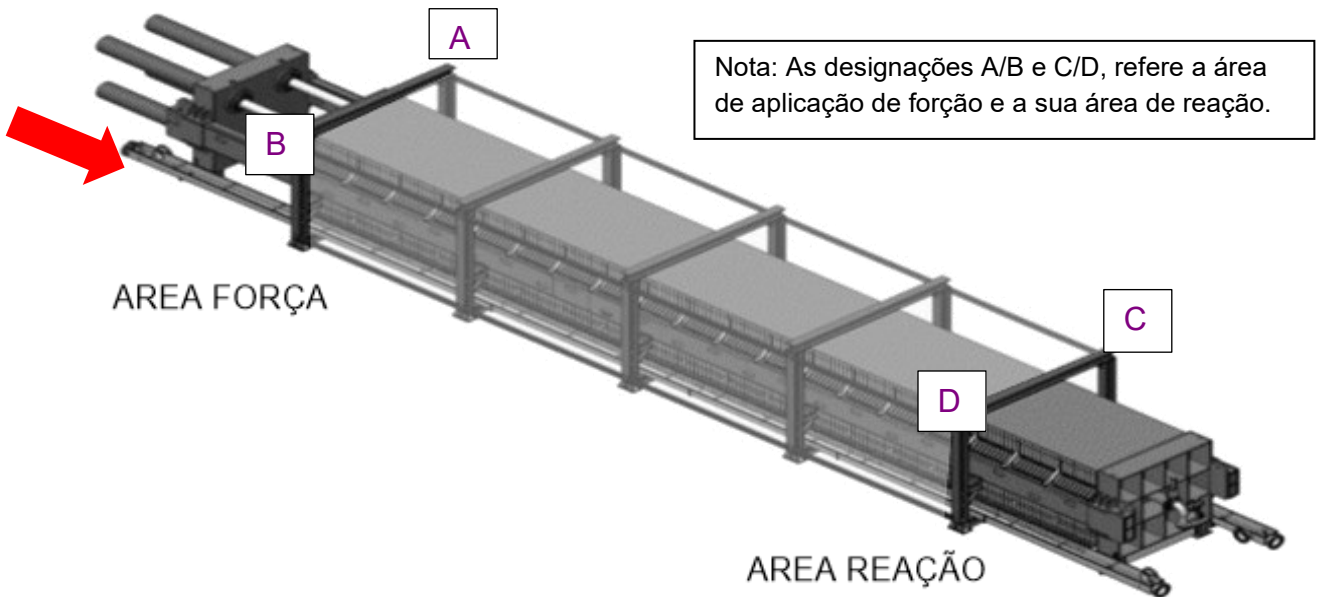 A
Nota: As designações A/B e C/D, refere a área
de aplicação de forção e a sua área de reação.
B
AREA FORÇA
C
D
AREA REAÇÃO